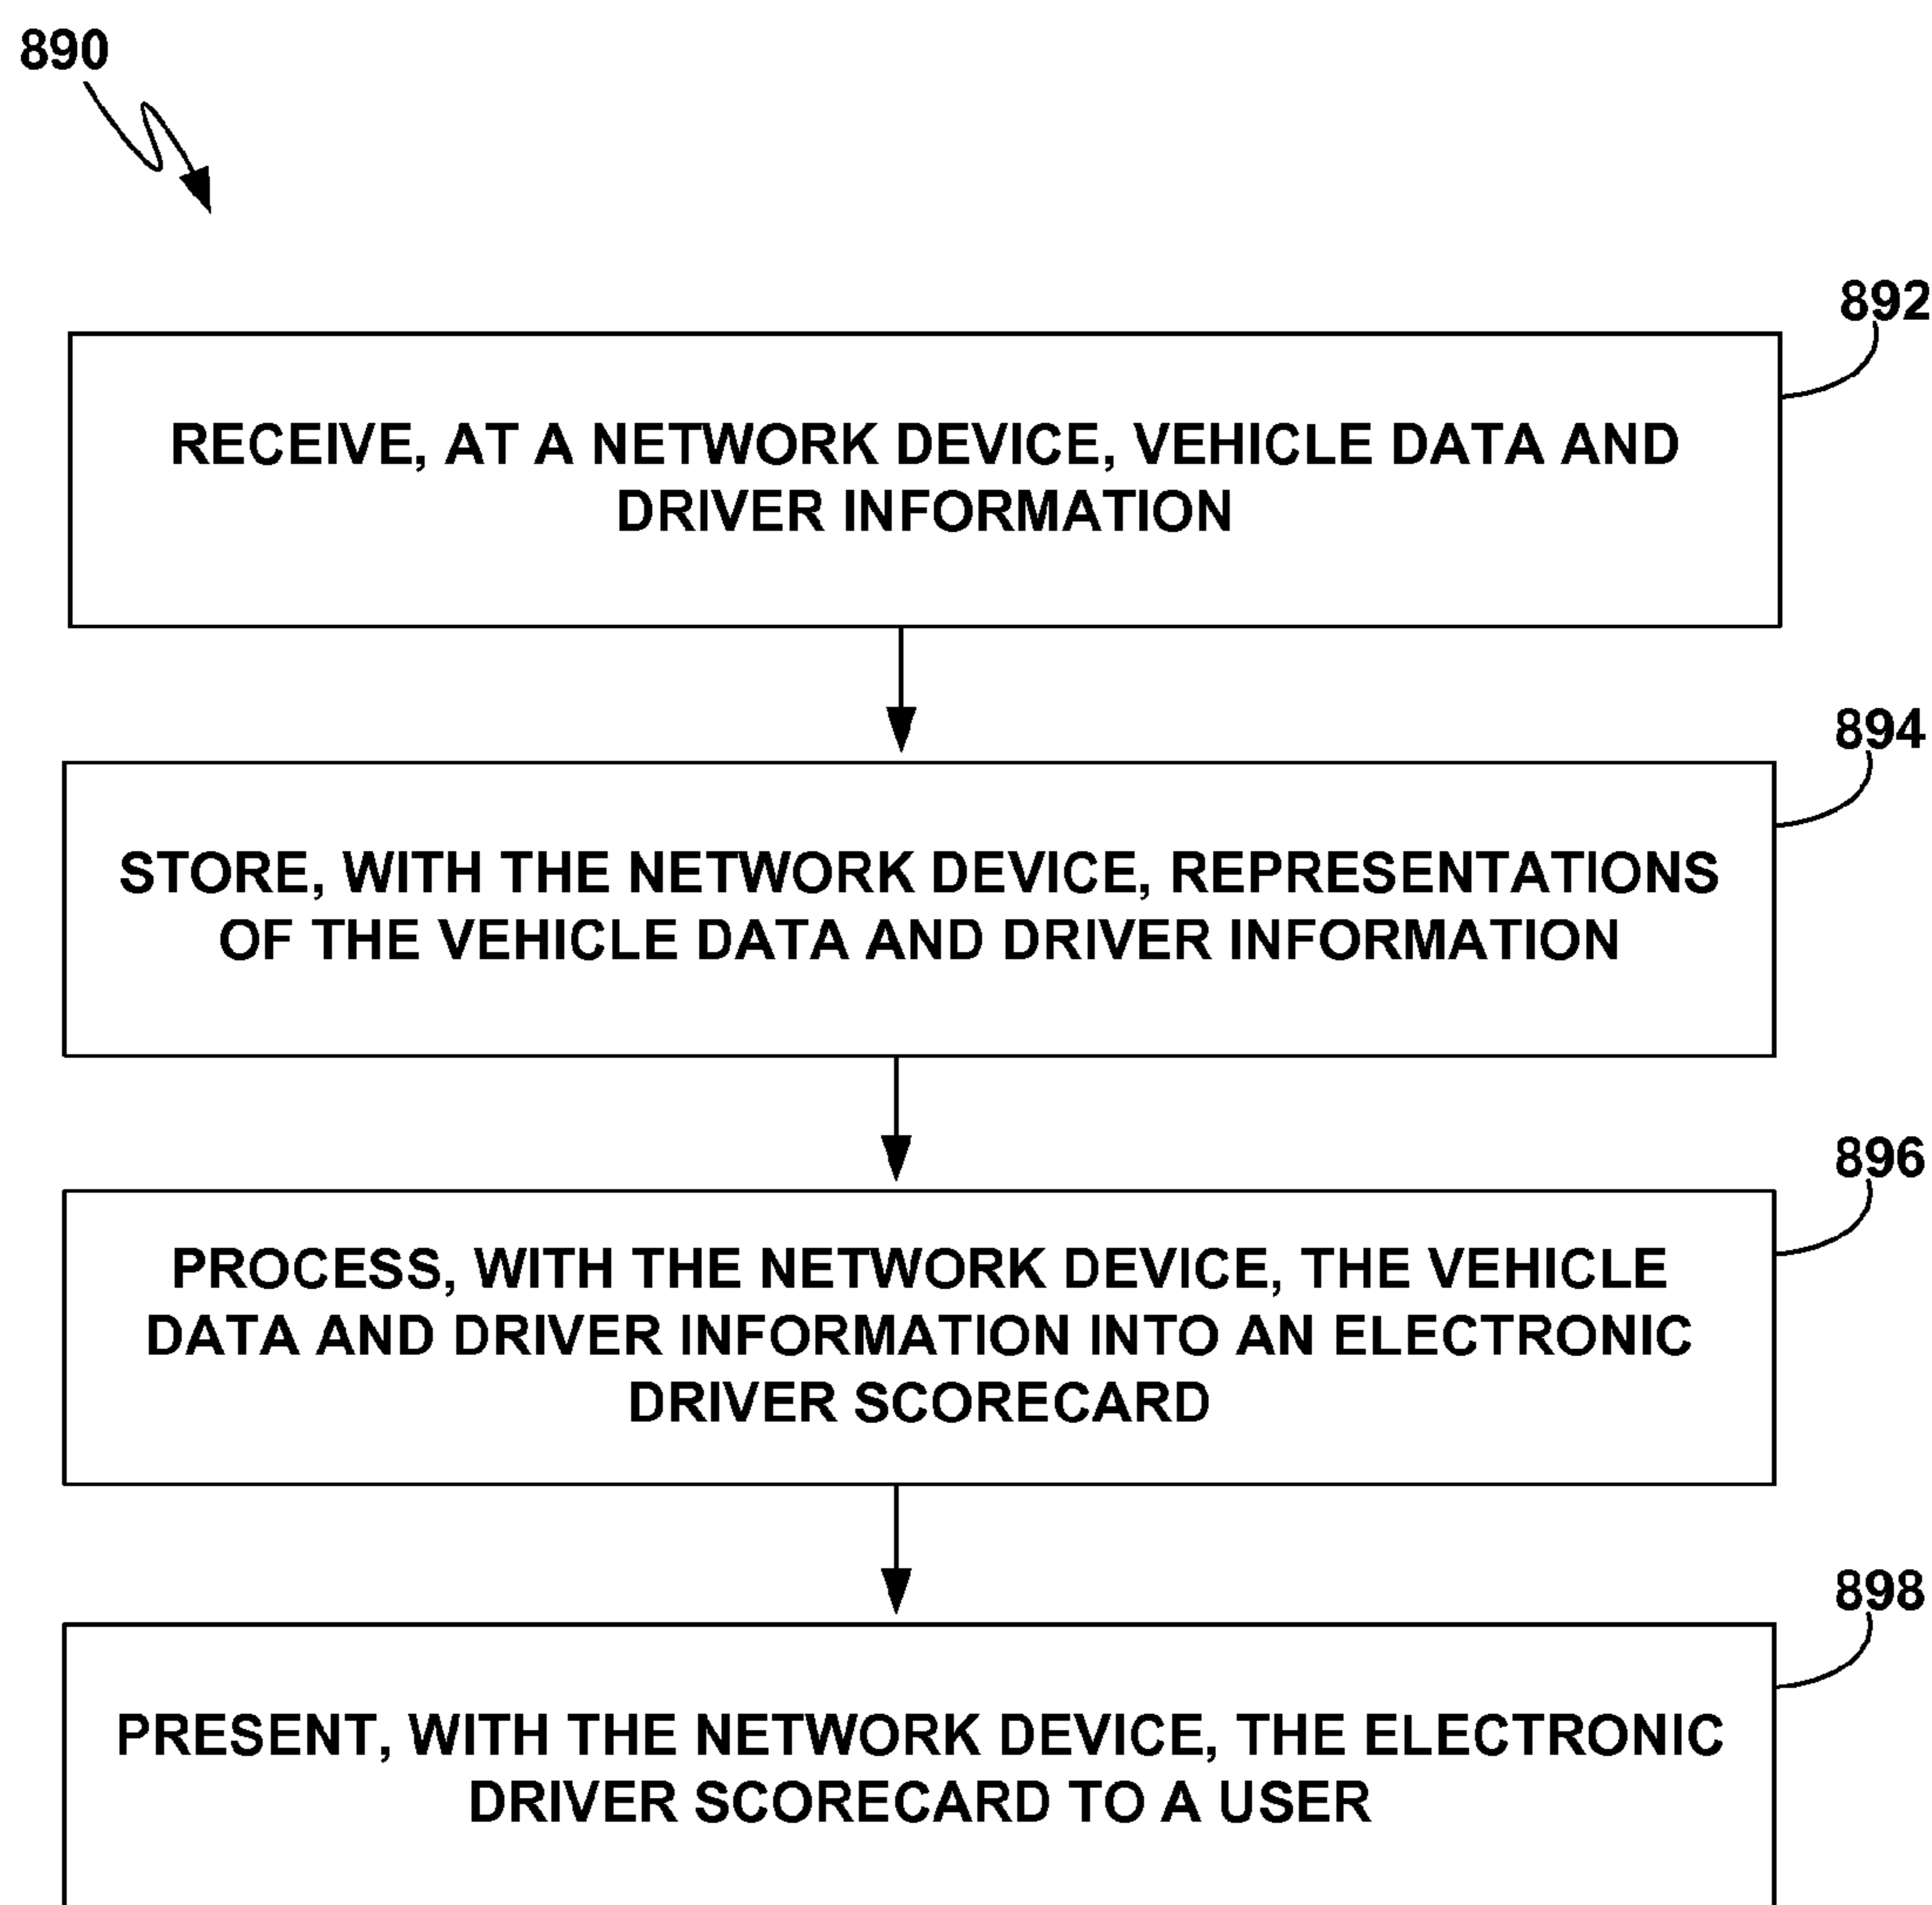 890
892
RECEIVE, AT A NETWORK DEVICE, VEHICLE DATA AND
DRIVER INFORMATION
894
STORE, WITH THE NETWORK DEVICE, REPRESENTATIONS
OF THE VEHICLE DATA AND DRIVER INFORMATION
896
PROCESS, WITH THE NETWORK DEVICE, THE VEHICLE
DATA AND DRIVER INFORMATION INTO AN ELECTRONIC
DRIVER SCORECARD
898
PRESENT, WITH THE NETWORK DEVICE, THE ELECTRONIC
DRIVER SCORECARD TO A USER